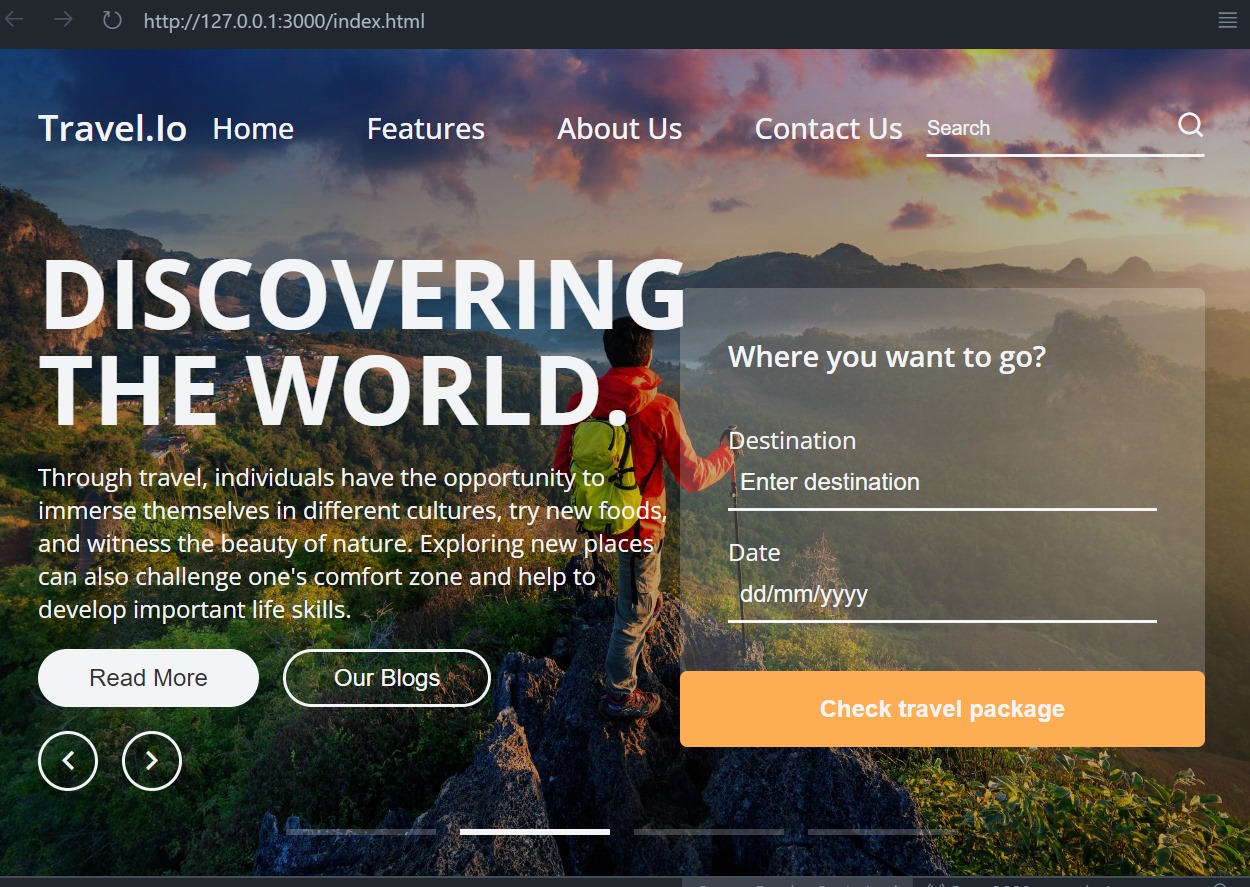 http://127.0.0.1:3000/index.html
Travel.Io Home Features About Us Contact Us Search
DISCOVERING
THE WORLD.
Through travel, individuals have the opportunity to
immerse themselves in different cultures, try new foods,
and witness the beauty of nature. Exploring new places
can also challenge one's comfort zone and help to
develop important life skills.
Read More Our Blogs
Where you want to go?
Destination
Enter destination
Date
dd/mm/yyyy
Check travel package